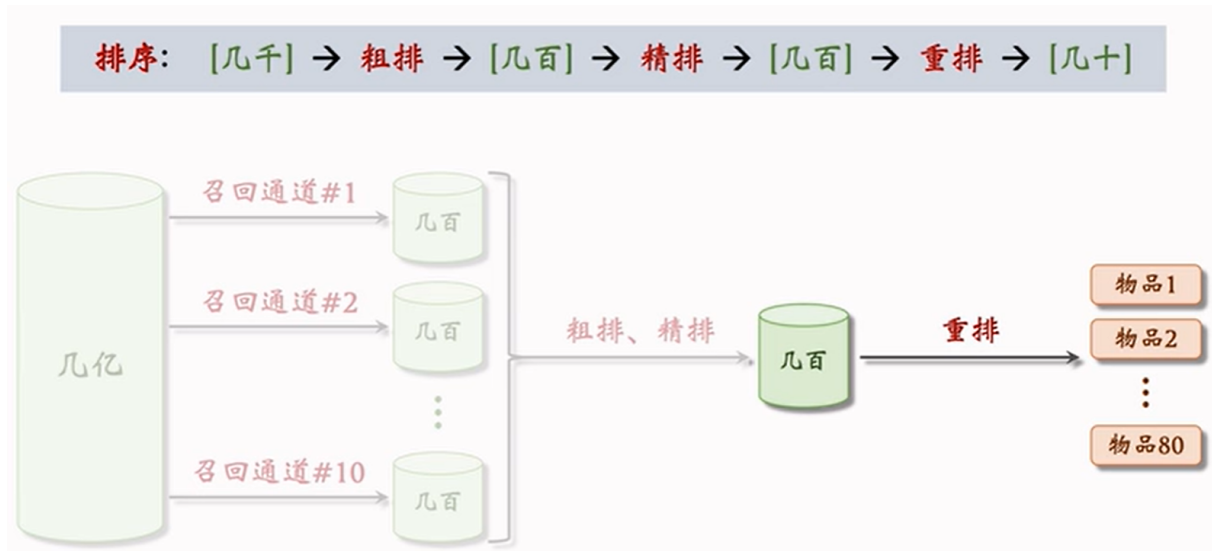 排序： [几千] → 粗排 → [几百] → 精排 → [几百] → 重排 → [几十]
几亿
召回通道#1
几百
召回通道#2
几百
召回通道#10
几百
粗排、精排
几百
重排
物品1
物品2
物品80